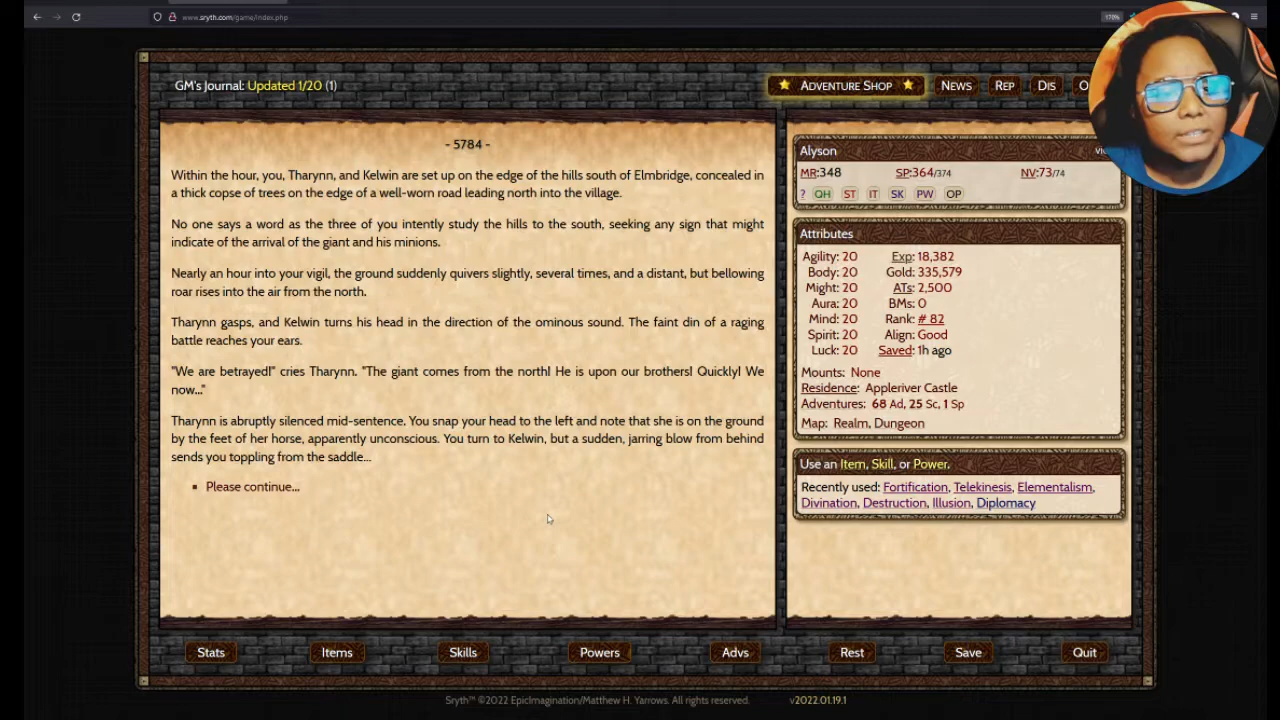 www.sryth.com/game/index.php
170%
GM's Journal: Updated 1/20 (1)
ADVENTURE SHOP NEWS REP DIS
- 5784 -
Within the hour, you, Tharynn, and Kelwin are set up on the edge of the hills south of Elmbridge, concealed in
a thick copse of trees on the edge of a well-worn road leading north into the village.
No one says a word as the three of you intently study the hills to the south, seeking any sign that might
indicate of the arrival of the giant and his minions.
Nearly an hour into your vigil, the ground suddenly quivers slightly, several times, and a distant, but bellowing
roar rises into the air from the north.
Tharynn gasps, and Kelwin turns his head in the direction of the ominous sound. The faint din of a raging
battle reaches your ears.
"We are betrayed!" cries Tharynn. "The giant comes from the north! He is upon our brothers! Quickly! We
now..."
Tharynn is abruptly silenced mid-sentence. You snap your head to the left and note that she is on the ground
by the feet of her horse, apparently unconscious. You turn to Kelwin, but a sudden, jarring blow from behind
sends you toppling from the saddle...
Please continue...
Alyson
MR:348 SP:364/374 NV:73/74
? QH ST IT SK PW OP
Attributes
Agility: 20 Exp: 18,382
Body: 20 Gold: 335,579
Might: 20 ATs: 2,500
Aura: 20 BMs: 0
Mind: 20 Rank: # 82
Spirit: 20 Align: Good
Luck: 20 Saved: 1h ago
Mounts: None
Residence: Appleriver Castle
Adventures: 68 Ad, 25 Sc, 1 Sp
Map: Realm, Dungeon
Use an Item, Skill, or Power.
Recently used: Fortification, Telekinesis, Elementalism,
Divination, Destruction, Illusion, Diplomacy
Stats Items Skills Powers Advs Rest Save Quit
Sryth™ ©2022 EpicImagination/Matthew H. Yarrows. All rights reserved. v2022.01.19.1